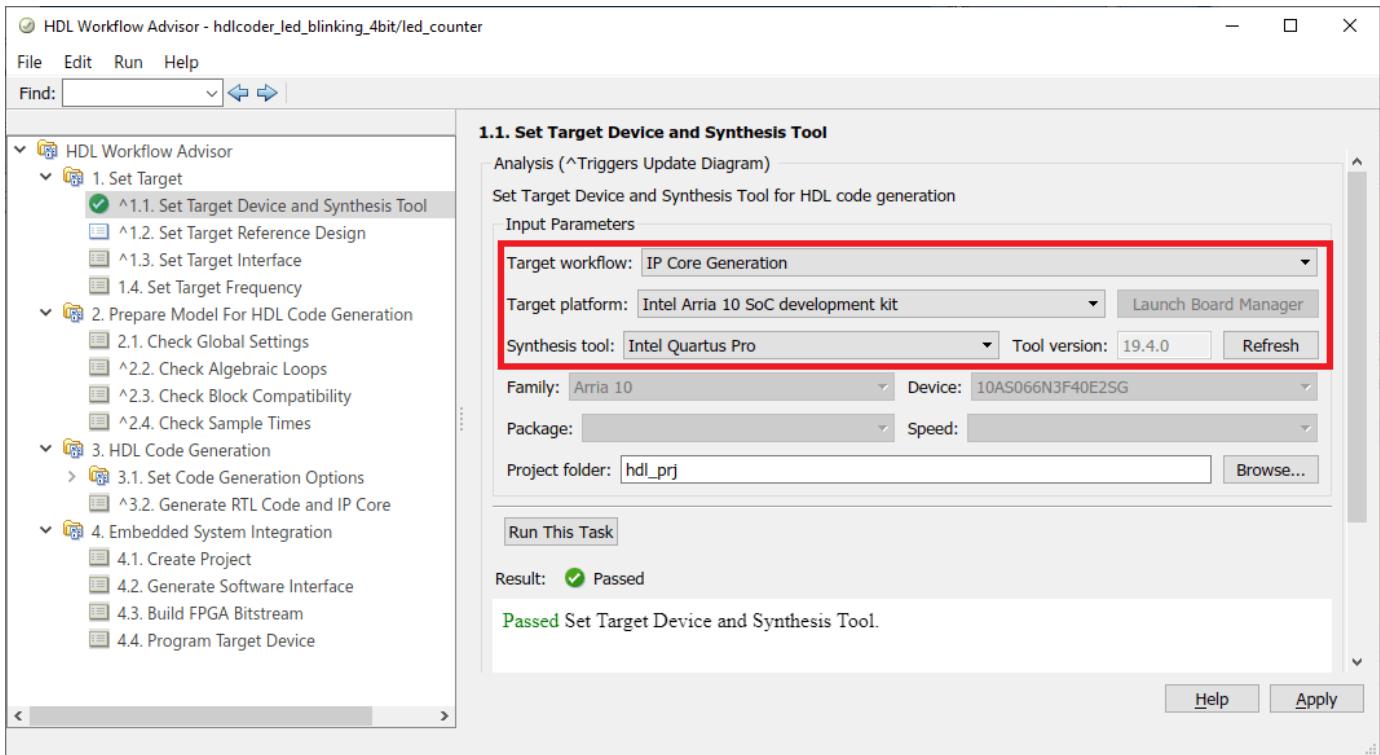 HDL Workflow Advisor - hdlcoder_led_blinking_4bit/led_counter
File Edit Run Help
Find:
HDL Workflow Advisor
1. Set Target
^1.1. Set Target Device and Synthesis Tool
^1.2. Set Target Reference Design
^1.3. Set Target Interface
1.4. Set Target Frequency
2. Prepare Model For HDL Code Generation
2.1. Check Global Settings
^2.2. Check Algebraic Loops
^2.3. Check Block Compatibility
^2.4. Check Sample Times
3. HDL Code Generation
3.1. Set Code Generation Options
^3.2. Generate RTL Code and IP Core
4. Embedded System Integration
4.1. Create Project
4.2. Generate Software Interface
4.3. Build FPGA Bitstream
4.4. Program Target Device
1.1. Set Target Device and Synthesis Tool
Analysis (^Triggers Update Diagram)
Set Target Device and Synthesis Tool for HDL code generation
Input Parameters
Target workflow: IP Core Generation
Target platform: Intel Arria 10 SoC development kit Launch Board Manager
Synthesis tool: Intel Quartus Pro Tool version: 19.4.0 Refresh
Family: Arria 10 Device: 10AS066N3F40E2SG
Package: Speed:
Project folder: hdl_prj Browse...
Run This Task
Result: Passed
Passed Set Target Device and Synthesis Tool.
Help Apply